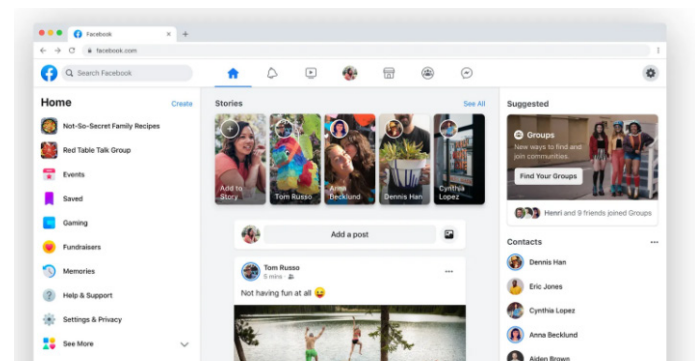 Facebook
facebook.com
Search Facebook
Home
Create
Not-So-Secret Family Recipes
Red Table Talk Group
Events
Saved
Gaming
Fundraisers
Memories
Help & Support
Settings & Privacy
See More
Stories
See All
Add to
Story
Tom Russo
Anna
Becklund
Dennis Han
Cynthia
Lopez
Add a post
Tom Russo
5 mins ·
Not having fun at all
Suggested
Groups
New ways to find and
join communities.
Find Your Groups
Henri and 9 friends joined Groups
Contacts
Dennis Han
Eric Jones
Cynthia Lopez
Anna Becklund
Aiden Brown